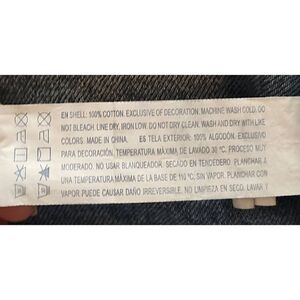 EN SHELL: 100% COTTON. EXCLUSIVE OF DECORATION. MACHINE WASH COLD. DO
NOT BLEACH. LINE DRY. IRON LOW. DO NOT DRY CLEAN. WASH AND DRY WITH LIKE
COLORS. MADE IN CHINA. ES TELA EXTERIOR: 100% ALGODÓN. EXCLUSIVO
PARA DECORACIÓN. TEMPERATURA MÁXIMA DE LAVADO 30 °C. PROCESO MUY
MODERADO. NO USAR BLANQUEADOR. SECADO EN TENDEDERO. PLANCHAR A
UNA TEMPERATURA MÁXIMA DE LA BASE DE 110 °C, SIN VAPOR. PLANCHAR CON
VAPOR PUEDE CAUSAR DAÑO IRREVERSIBLE. NO LIMPIEZA EN SECO. LAVAR Y